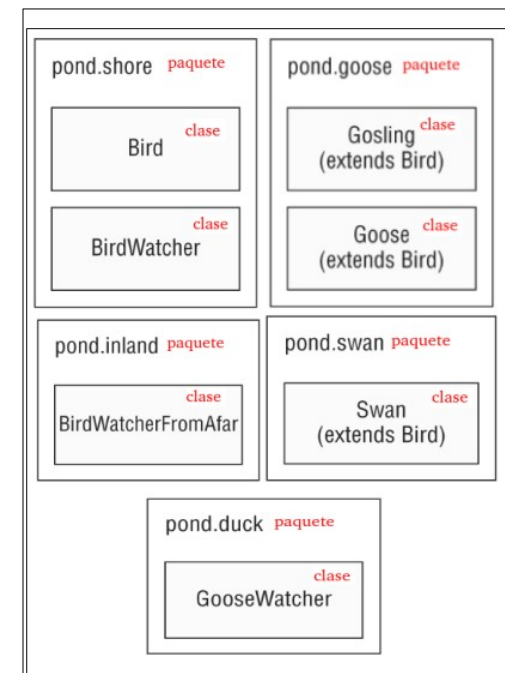 pond.shore paquete
clase
Bird
clase
BirdWatcher
pond.goose paquete
clase
Gosling
(extends Bird)
clase
Goose
(extends Bird)
pond.inland paquete
clase
BirdWatcherFromAfar
pond.swan paquete
clase
Swan
(extends Bird)
pond.duck paquete
clase
GooseWatcher